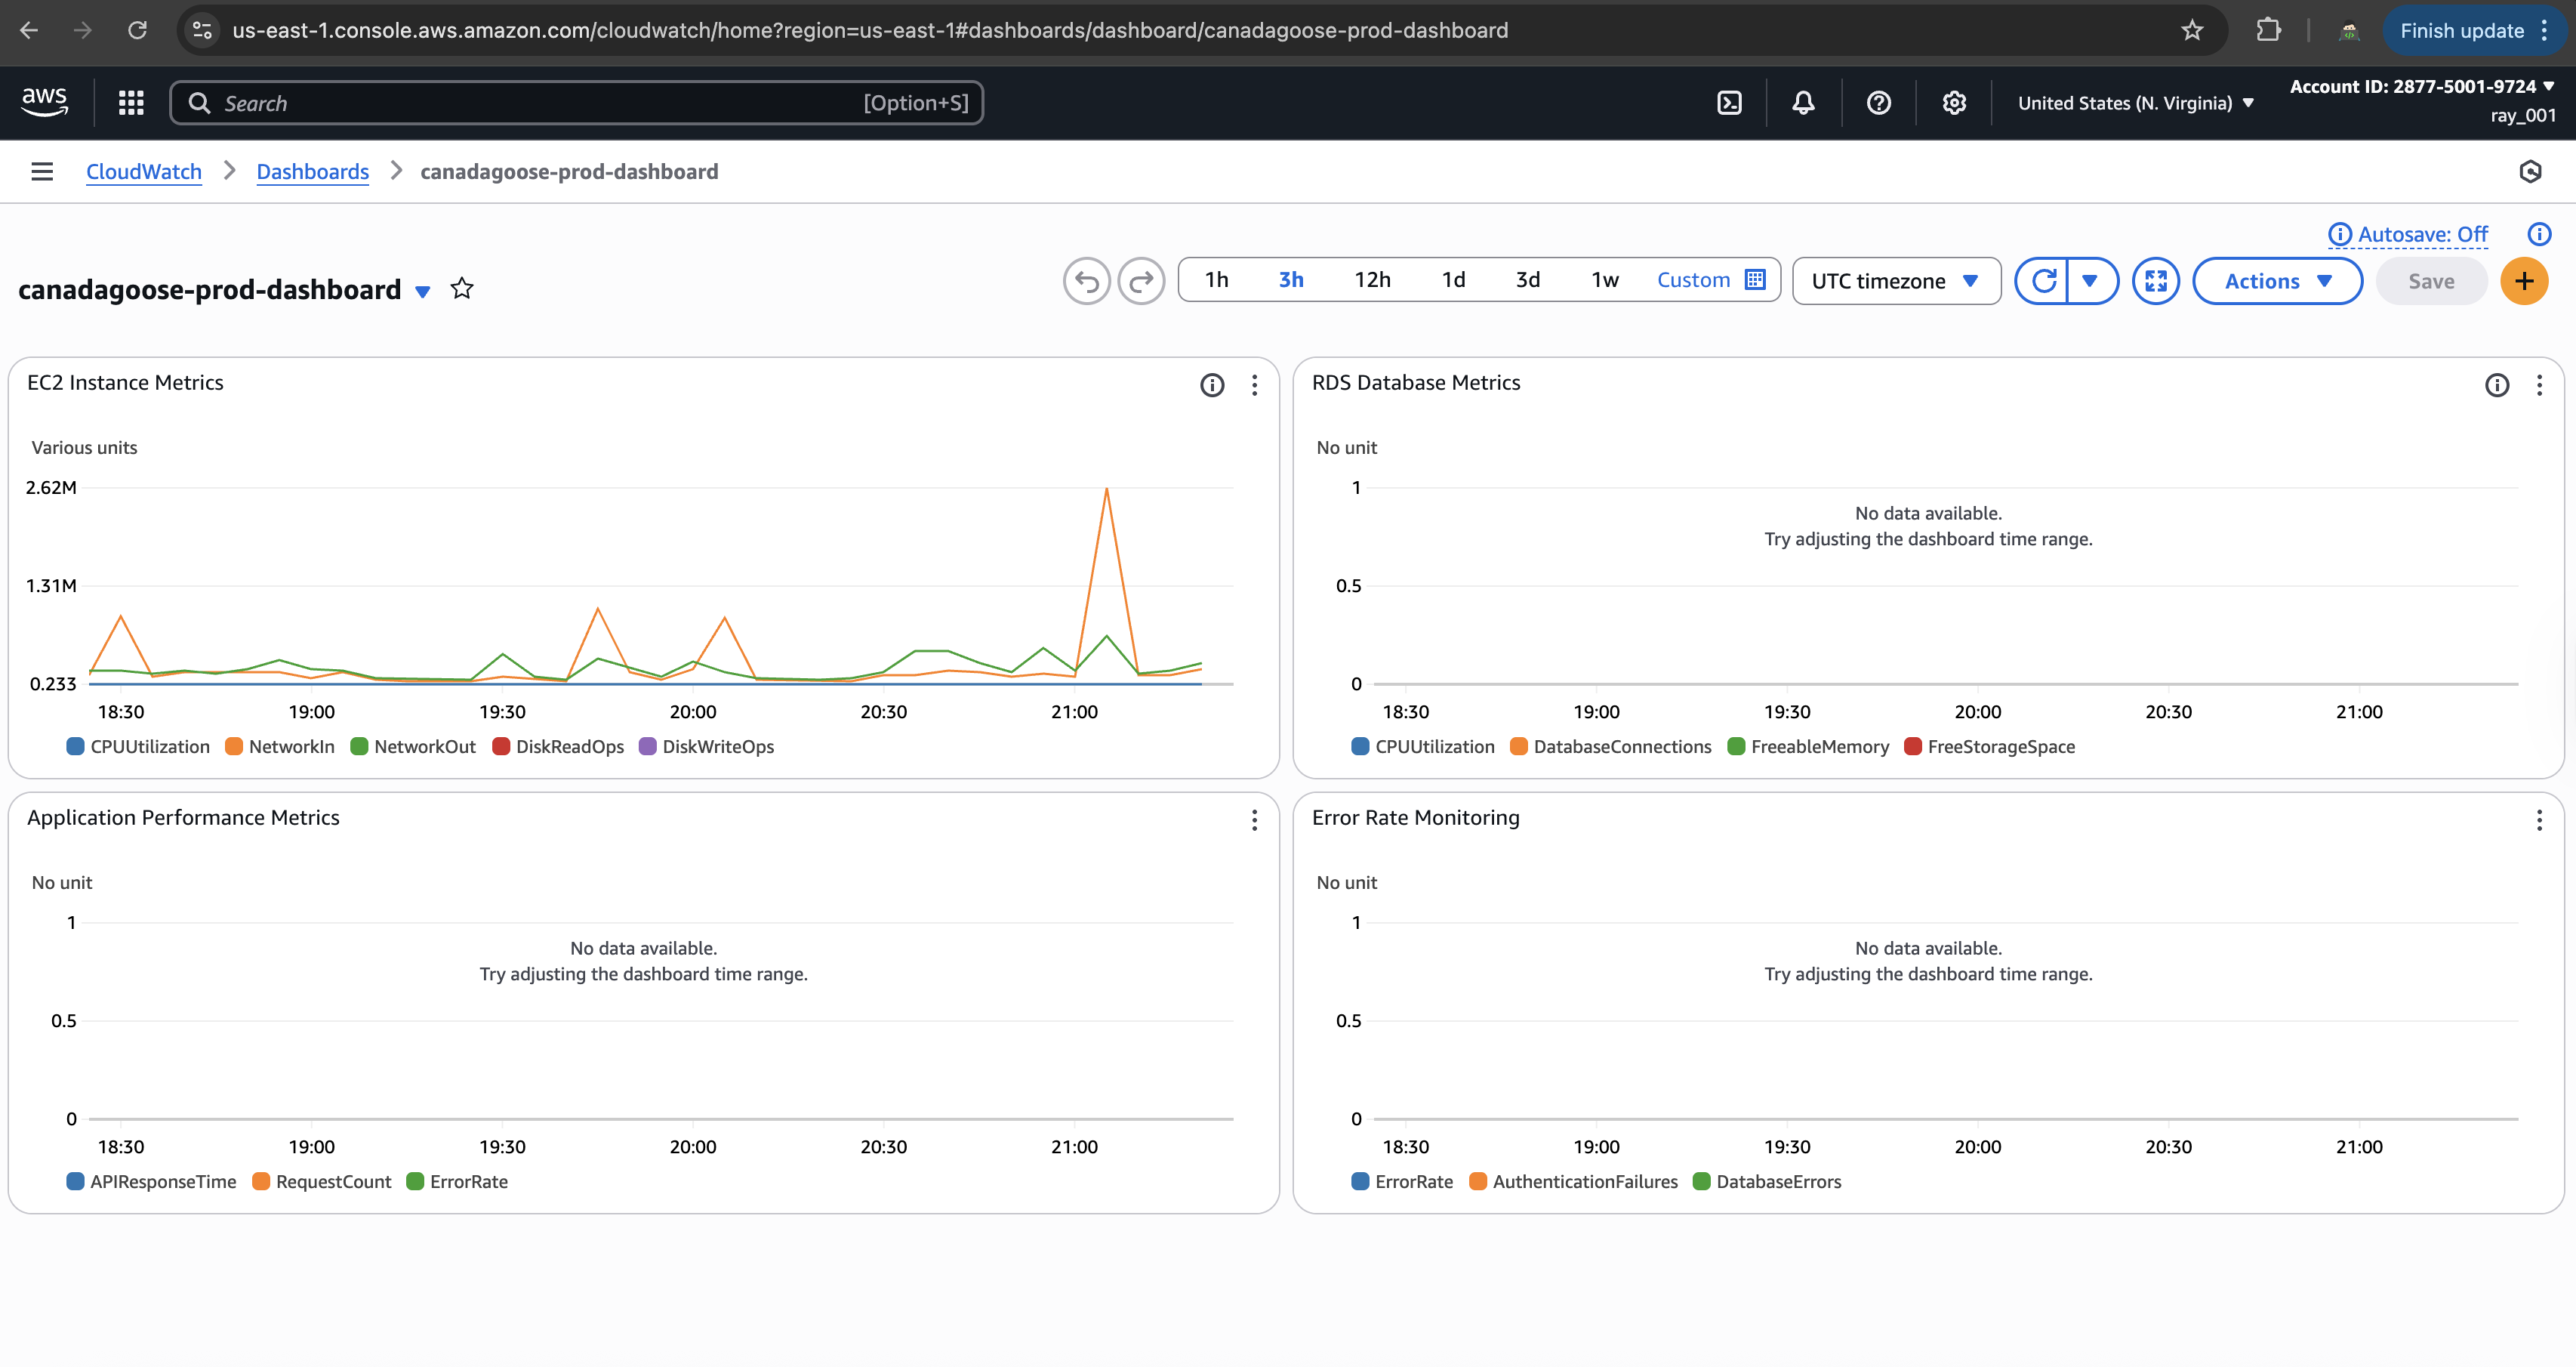 us-east-1.console.aws.amazon.com/cloudwatch/home?region=us-east-1#dashboards/dashboard/canadagoose-prod-dashboard
Finish update
aws
Search
[Option+S]
United States (N. Virginia)
Account ID: 2877-5001-9724
ray_001
CloudWatch
Dashboards
canadagoose-prod-dashboard
Autosave: Off
canadagoose-prod-dashboard
1h 3h 12h 1d 3d 1w Custom
UTC timezone
Actions
Save
EC2 Instance Metrics
Various units
2.62M
1.31M
0.233
18:30 19:00 19:30 20:00 20:30 21:00
CPUUtilization NetworkIn NetworkOut DiskReadOps DiskWriteOps
RDS Database Metrics
No unit
1
No data available.
Try adjusting the dashboard time range.
0.5
0
18:30 19:00 19:30 20:00 20:30 21:00
CPUUtilization DatabaseConnections FreeableMemory FreeStorageSpace
Application Performance Metrics
No unit
1
No data available.
Try adjusting the dashboard time range.
0.5
0
18:30 19:00 19:30 20:00 20:30 21:00
APIResponseTime RequestCount ErrorRate
Error Rate Monitoring
No unit
1
No data available.
Try adjusting the dashboard time range.
0.5
0
18:30 19:00 19:30 20:00 20:30 21:00
ErrorRate AuthenticationFailures DatabaseErrors